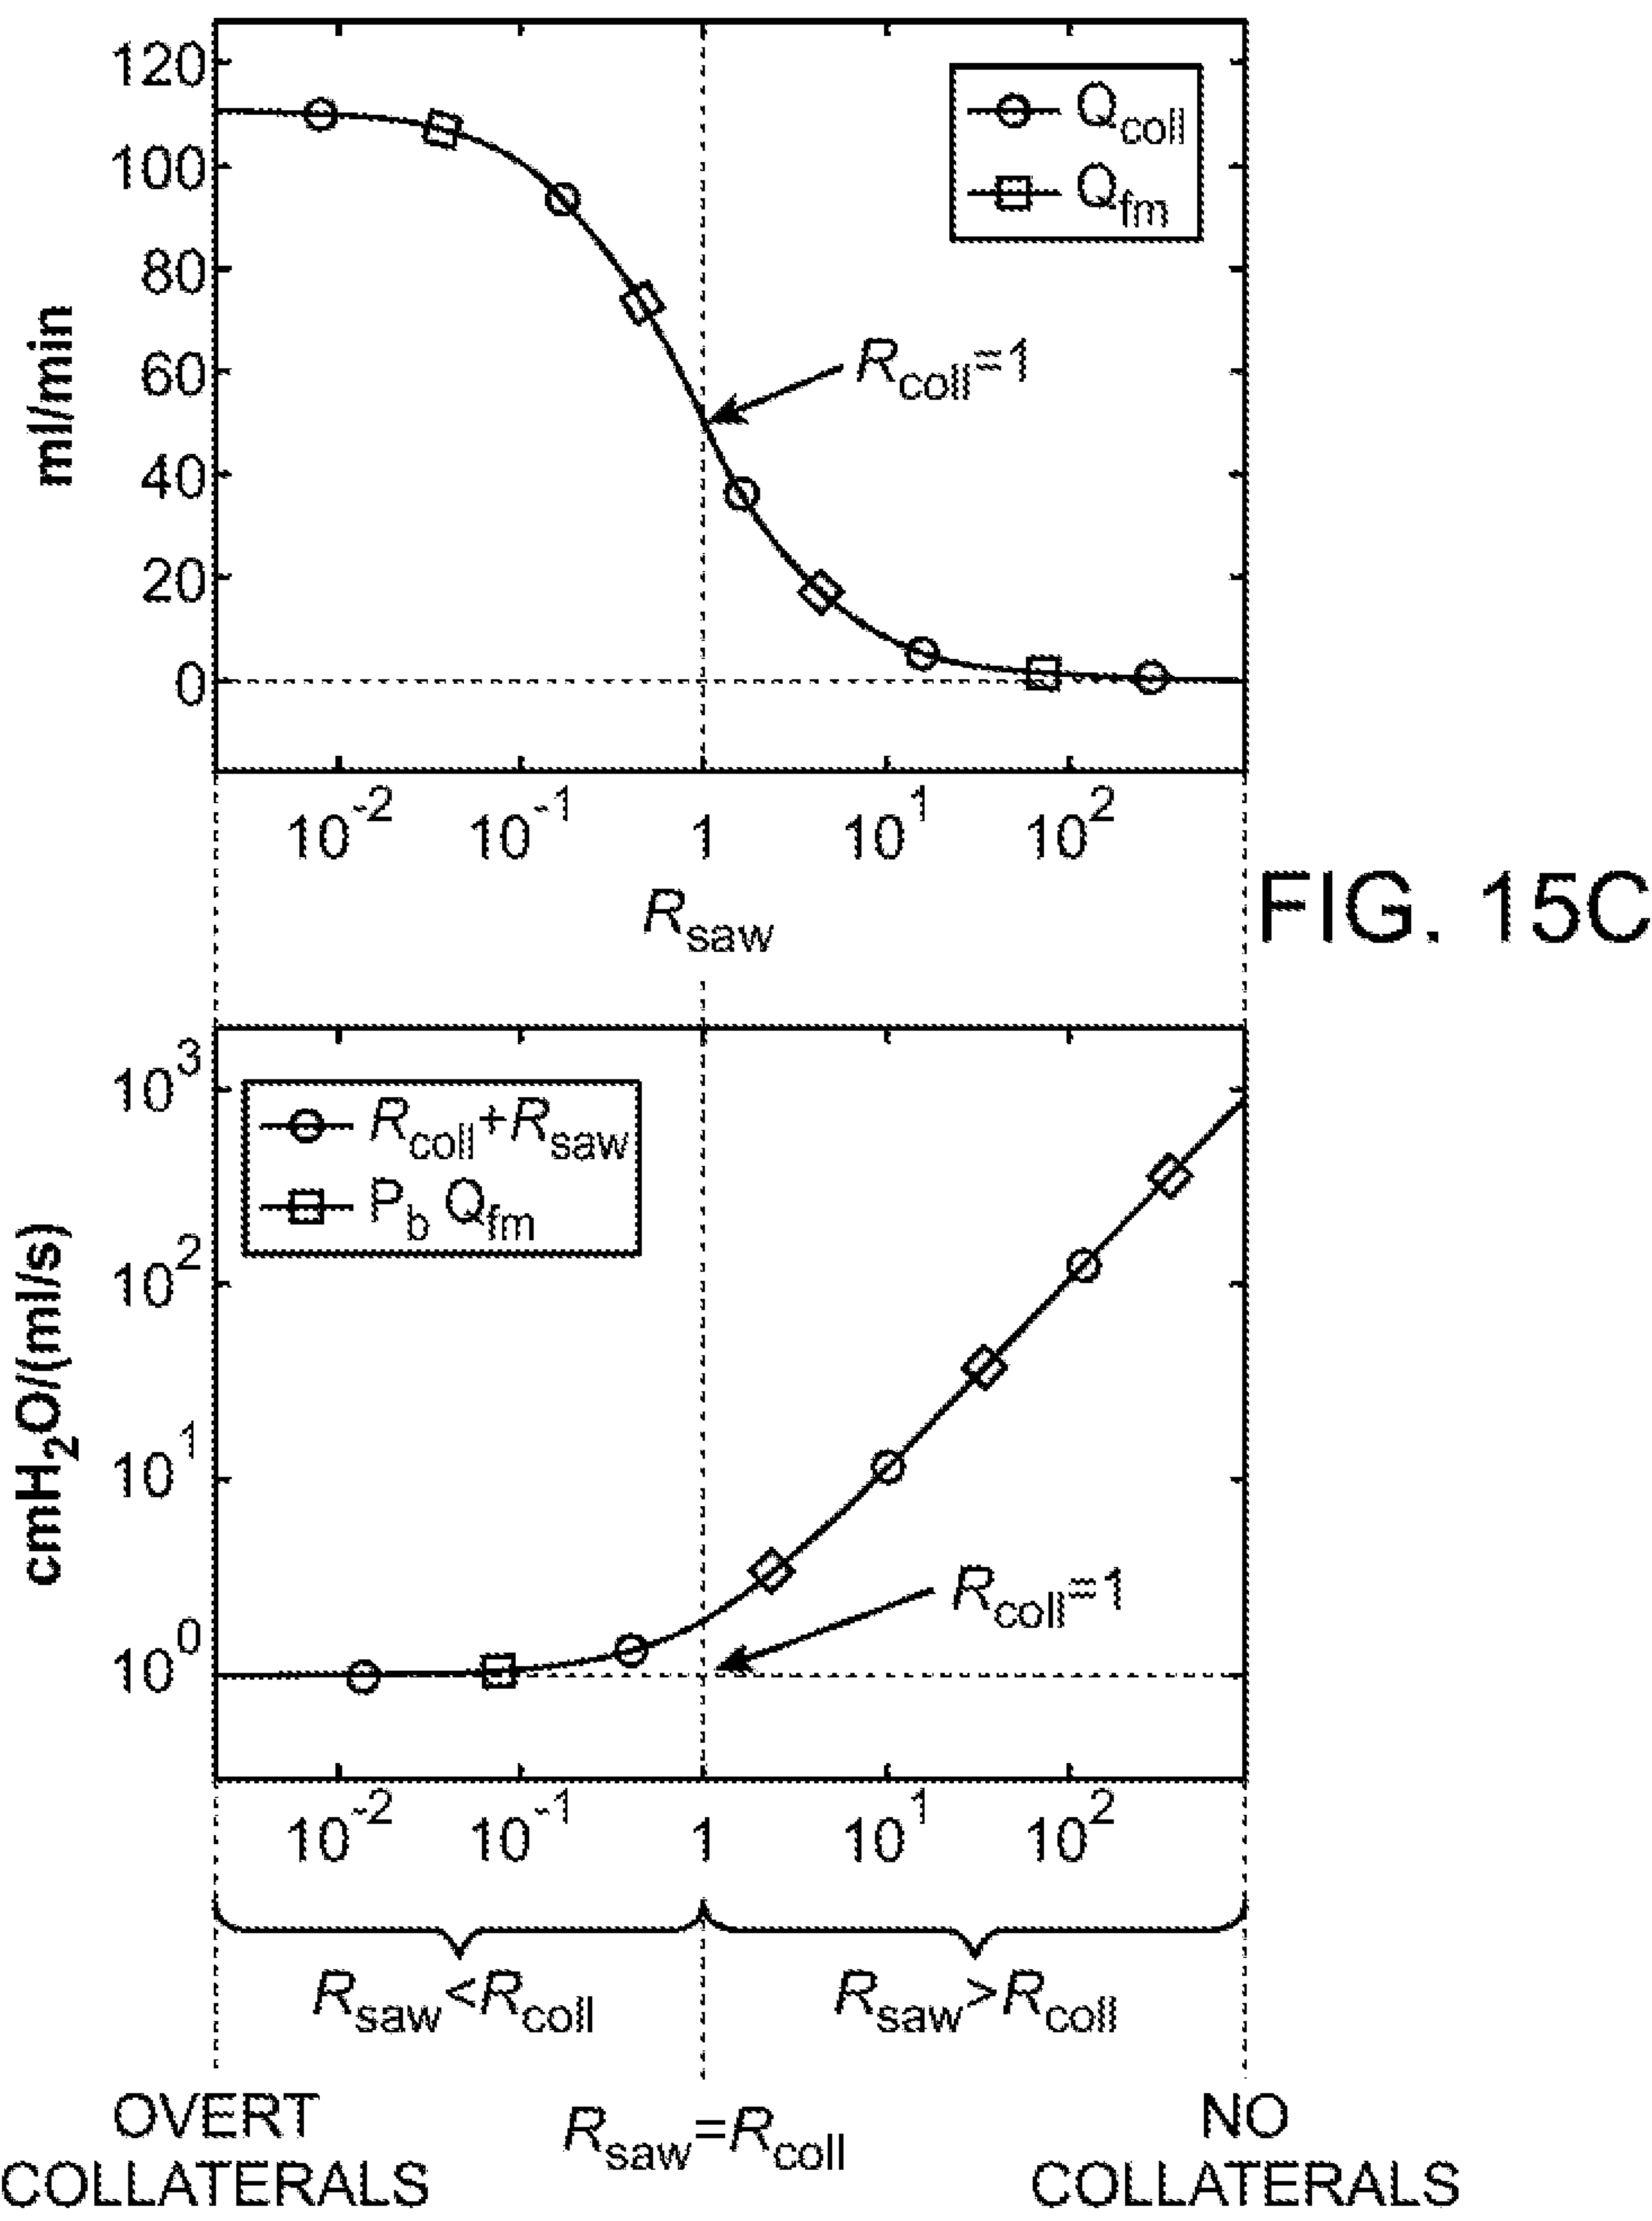 120
100
80
60
40
20
0
ml/min
Qcoll
Qfm
Rcoll=1
10-2 10-1 1 101 102
Rsaw
FIG. 15C
103
102
101
100
cmH2O/(ml/s)
Rcoll+Rsaw
Pb Qfm
Rcoll=1
10-2 10-1 1 101 102
Rsaw<Rcoll Rsaw>Rcoll
OVERT COLLATERALS
Rsaw=Rcoll
NO COLLATERALS